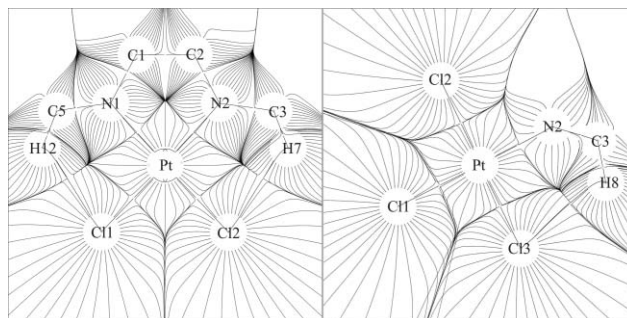 C1 C2
C5 N1 N2 C3
H12 Pt H7
Cl1 Cl2
Cl2
N2
Pt C3
H8
Cl1
Cl3